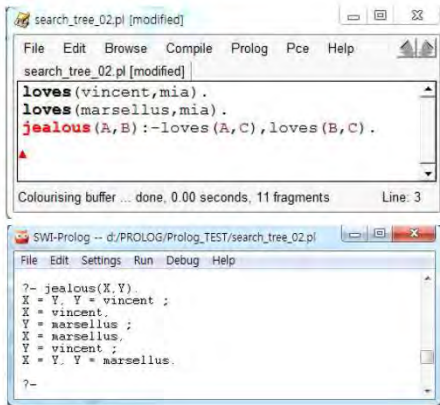 search_tree_02.pl [modified]
File Edit Browse Compile Prolog Pce Help
search_tree_02.pl [modified]
loves(vincent,mia).
loves(marsellus,mia).
jealous(A,B):-loves(A,C),loves(B,C).
Colourising buffer ... done, 0.00 seconds, 11 fragments Line: 3
SWI-Prolog -- d:/PROLOG/Prolog_TEST/search_tree_02.pl
File Edit Settings Run Debug Help
?- jealous(X,Y).
X = Y, Y = vincent ;
X = vincent,
Y = marsellus ;
X = marsellus,
Y = vincent ;
X = Y, Y = marsellus.
?-